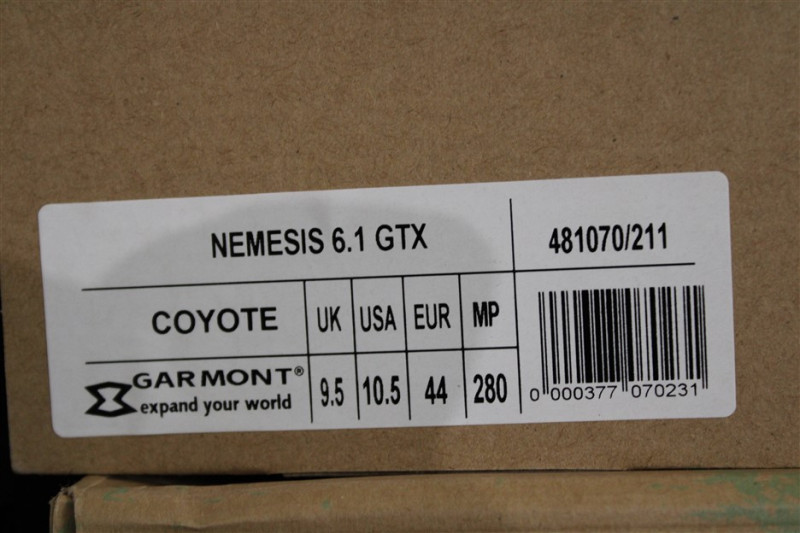 NEMESIS 6.1 GTX
481070/211
COYOTE UK USA EUR MP
GARMONT®
expand your world
9.5 10.5 44 280
0 000377 070231